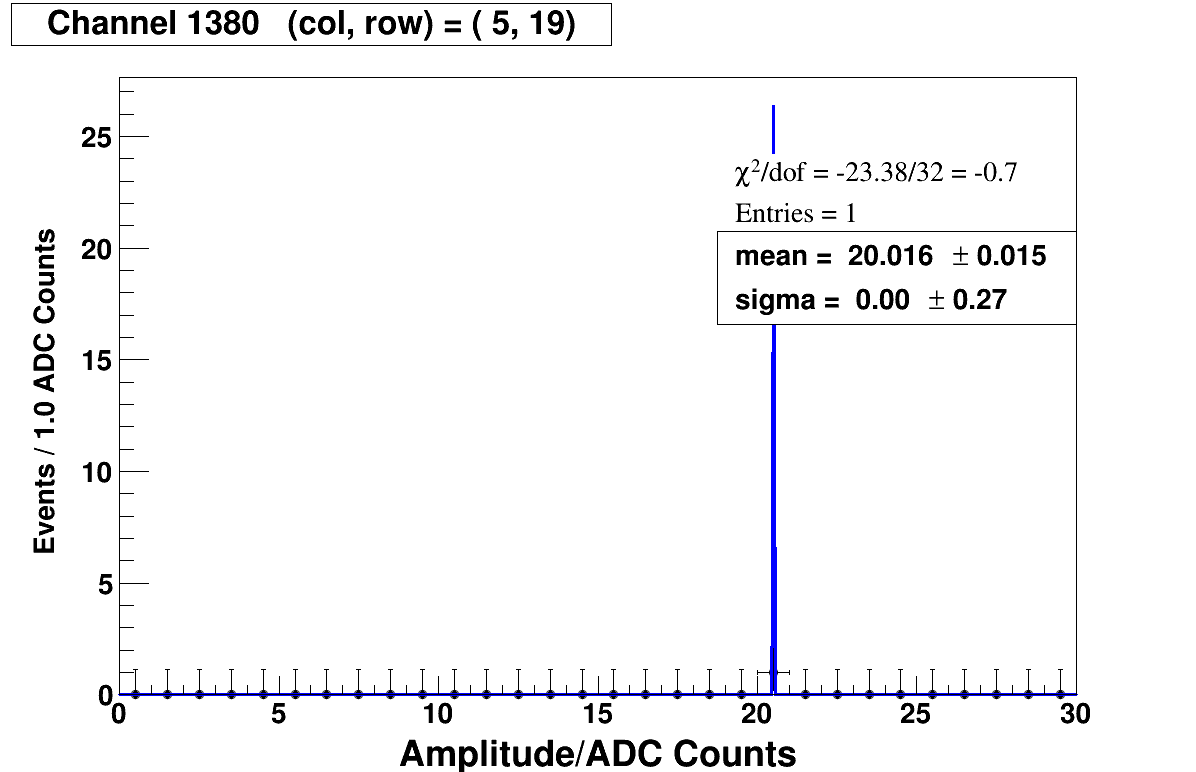 Channel 1380 (col, row) = ( 5, 19)
25
χ²/dof = -23.38/32 = -0.7
Entries = 1
mean = 20.016 ± 0.015
sigma = 0.00 ± 0.27
20
15
10
5
0
Events / 1.0 ADC Counts
0 5 10 15 20 25 30
Amplitude/ADC Counts